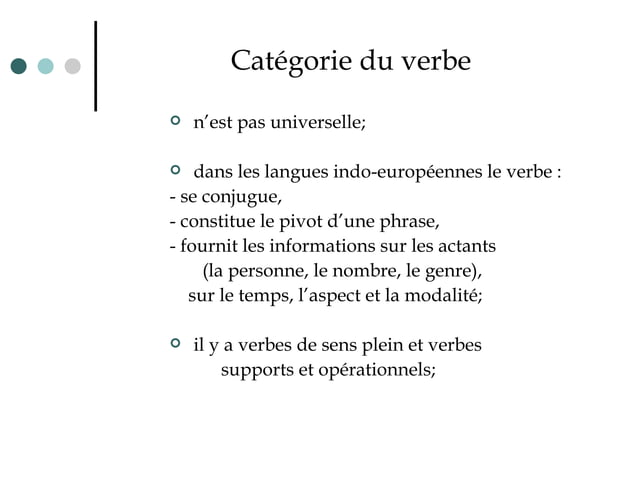 Catégorie du verbe
n’est pas universelle;
dans les langues indo-européennes le verbe :
- se conjugue,
- constitue le pivot d’une phrase,
- fournit les informations sur les actants
(la personne, le nombre, le genre),
sur le temps, l’aspect et la modalité;
il y a verbes de sens plein et verbes
supports et opérationnels;